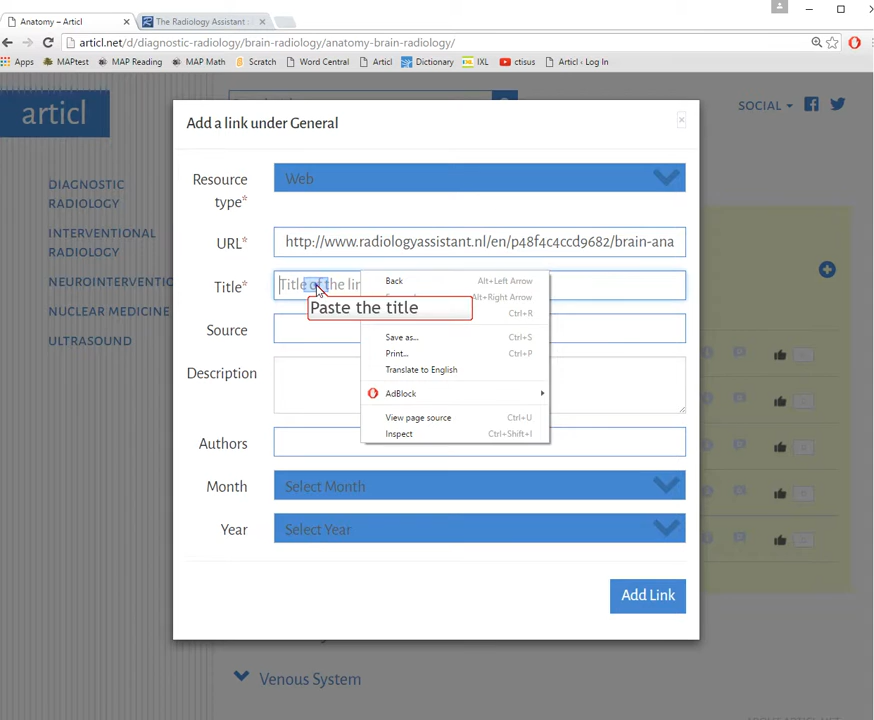 Anatomy – Articl
The Radiology Assistant :
articl.net/d/diagnostic-radiology/brain-radiology/anatomy-brain-radiology/
Apps MAPtest MAP Reading MAP Math Scratch Word Central Articl Dictionary IXL ctisus Articl › Log In
articl
SOCIAL
DIAGNOSTIC
RADIOLOGY
INTERVENTIONAL
RADIOLOGY
NEUROINTERVENTIO
NUCLEAR MEDICINE
ULTRASOUND
Add a link under General
×
Resource
type*
Web
URL*
http://www.radiologyassistant.nl/en/p48f4c4ccd9682/brain-ana
Title*
Title of the lin
Source
Description
Authors
Month
Select Month
Year
Select Year
Add Link
Back Alt+Left Arrow
Alt+Right Arrow
Ctrl+R
Paste the title
Save as... Ctrl+S
Print... Ctrl+P
Translate to English
AdBlock
View page source Ctrl+U
Inspect Ctrl+Shift+I
Venous System